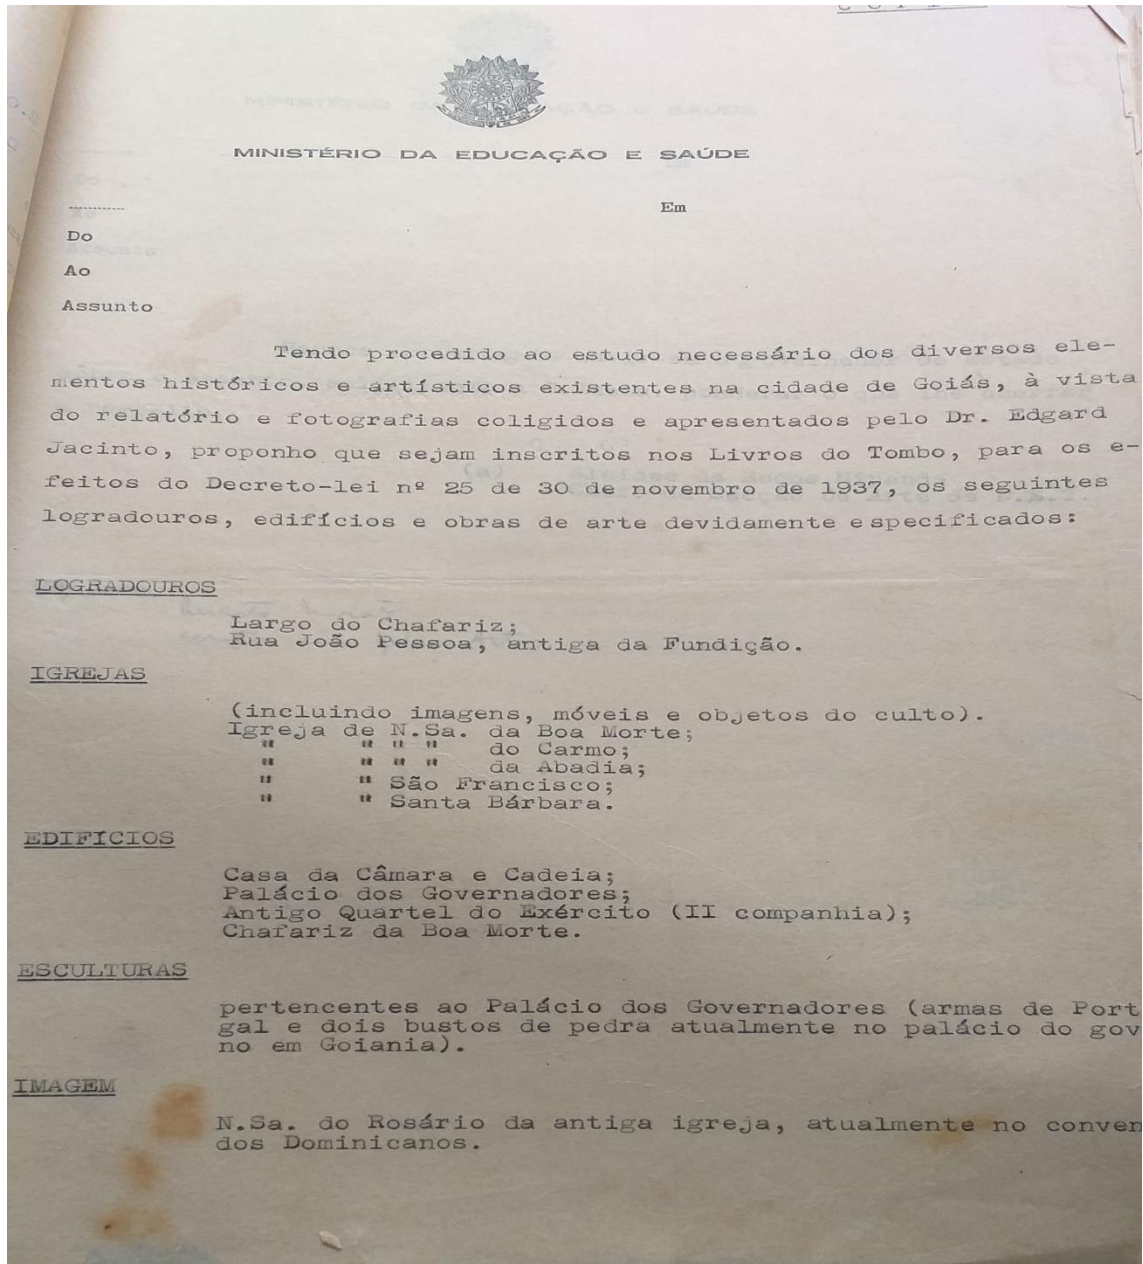 MINISTÉRIO DA EDUCAÇÃO E SAÚDE
Em
Do
Ao
Assunto
Tendo procedido ao estudo necessário dos diversos ele-
mentos históricos e artísticos existentes na cidade de Goiás, à vista
do relatório e fotografias coligidos e apresentados pelo Dr. Edgard
Jacinto, proponho que sejam inscritos nos Livros do Tombo, para os e-
feitos do Decreto-lei nº 25 de 30 de novembro de 1937, os seguintes
logradouros, edifícios e obras de arte devidamente especificados:
LOGRADOUROS
Largo do Chafariz;
Rua João Pessoa, antiga da Fundição.
IGREJAS
(incluindo imagens, móveis e objetos do culto).
Igreja de N.Sa. da Boa Morte;
" " " " do Carmo;
" " " " da Abadia;
" " São Francisco;
" " Santa Bárbara.
EDIFÍCIOS
Casa da Câmara e Cadeia;
Palácio dos Governadores;
Antigo Quartel do Exército (II companhia);
Chafariz da Boa Morte.
ESCULTURAS
pertencentes ao Palácio dos Governadores (armas de Port
gal e dois bustos de pedra atualmente no palácio do gov
no em Goiania).
IMAGEM
N.Sa. do Rosário da antiga igreja, atualmente no conven
dos Dominicanos.